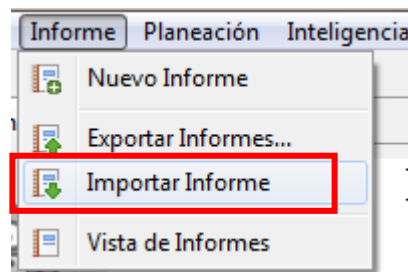 Informe Planeación Inteligencia
Nuevo Informe
Exportar Informes...
Importar Informe
Vista de Informes